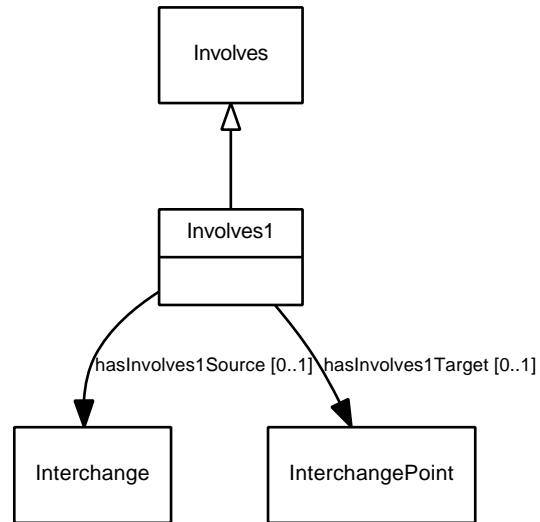 Involves
Involves1
hasInvolves1Source [0..1]
hasInvolves1Target [0..1]
Interchange
InterchangePoint